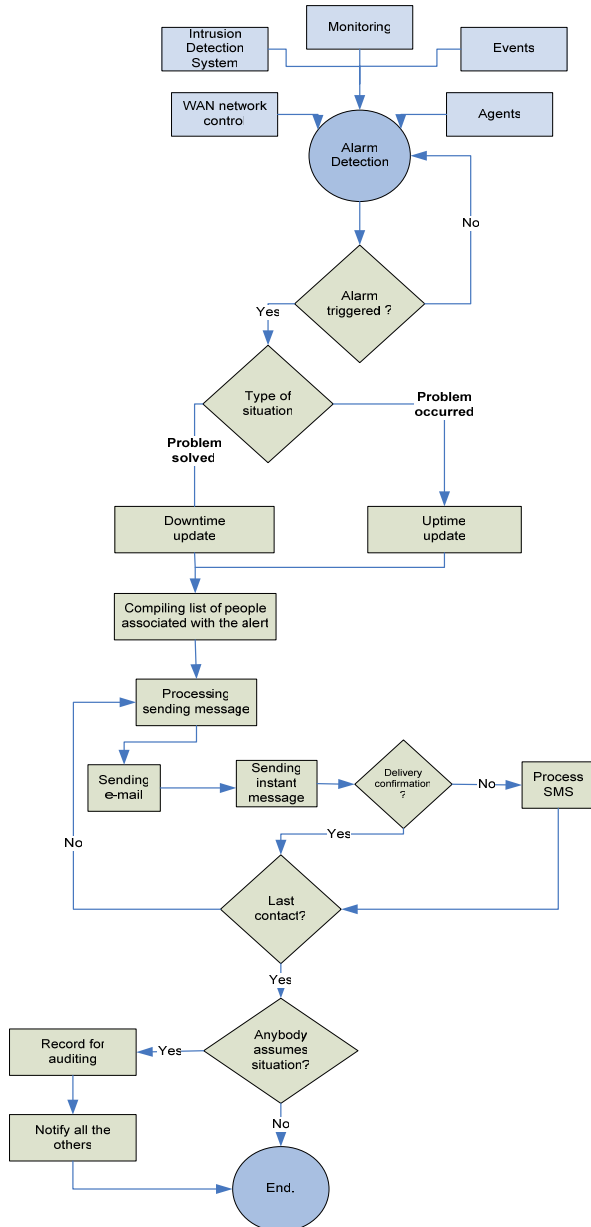 Monitoring
Intrusion
Detection
System
Events
WAN network
control
Agents
Alarm
Detection
No
Alarm
triggered ?
Yes
Type of
situation
Problem
occurred
Problem
solved
Downtime
update
Uptime
update
Compiling list of people
associated with the alert
Processing
sending message
Sending
e-mail
Sending
instant
message
Delivery
confirmation
?
No
Process
SMS
Yes
No
Last
contact?
Yes
Anybody
assumes
situation?
Yes
Record for
auditing
No
Notify all the
others
End.